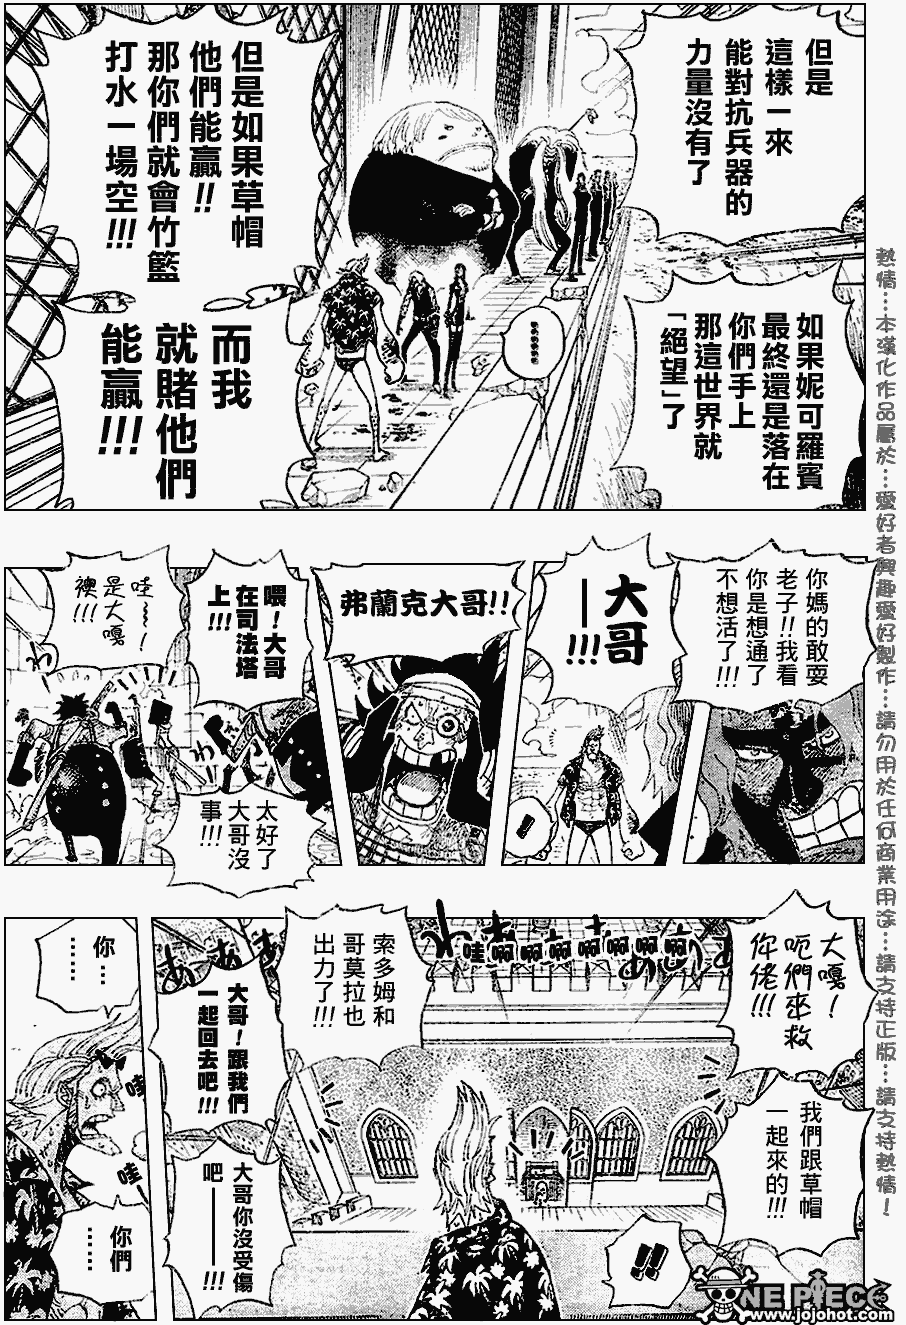 但是
這樣一來
能對抗兵器的
力量沒有了
如果妮可羅賓
最終還是落在
你們手上
那這世界就
「絕望」了
………
但是如果草帽
他們能贏!!
那你們就會竹籃
打水一場空!!!
而我
就賭他們
能贏!!!
你媽的敢耍
老子!!我看
你是想通了
不想活了!!!
大哥
——!!!
弗蘭克大哥!!
喂!大哥
在司法塔
上!!!
太好了
大哥沒
事!!!
哇~~!
是大嘎
襖!!!
大嘎!
呃們來救
你佬!!!
我們跟草帽
一起來的!!!
哇啊啊啊啊啊啊啊
索多姆和
哥莫拉也
出力了!!!
大哥!跟我們
一起回去吧!!!
大哥你沒受傷
吧——!!!
!!
你…
……
哇
哇
你們
……
熱情…本漢化作品屬於…愛好者興趣愛好製作…請勿用於任何商業用途…請支持正版…請支持熱情!
ONE PIECE
www.jojohot.com